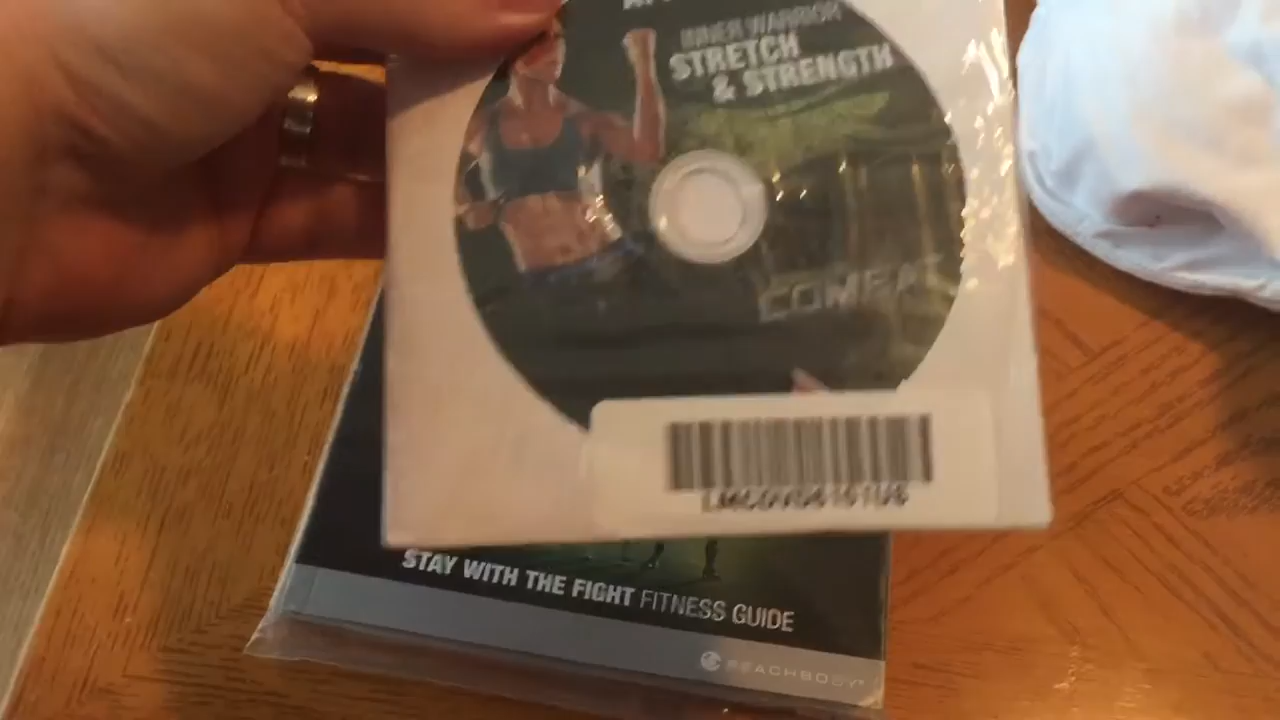 INNER WARRIOR
STRETCH
& STRENGTH
COMBAT
STAY WITH THE FIGHT FITNESS GUIDE
BEACHBODY